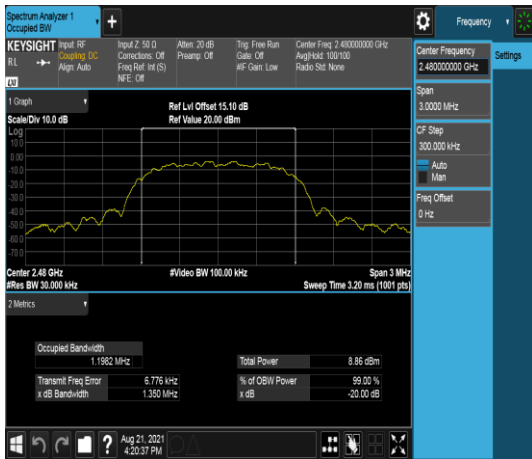 Spectrum Analyzer 1
Occupied BW
+
Frequency
KEYSIGHT
RL
LXI
Input: RF
Coupling: DC
Align: Auto
Input Z: 50 Ω
Corrections: Off
Freq Ref: Int (S)
NFE: Off
Atten: 20 dB
Preamp: Off
Trig: Free Run
Gate: Off
#IF Gain: Low
Center Freq: 2.480000000 GHz
Avg|Hold: 100/100
Radio Std: None
Center Frequency
2.480000000 GHz
Settings
Span
3.0000 MHz
CF Step
300.000 kHz
Auto
Man
Freq Offset
0 Hz
1 Graph
Scale/Div 10.0 dB
Ref Lvl Offset 15.10 dB
Ref Value 20.00 dBm
Log
10.0
0.00
-10.0
-20.0
-30.0
-40.0
-50.0
-60.0
-70.0
Center 2.48 GHz
#Res BW 30.000 kHz
#Video BW 100.00 kHz
Span 3 MHz
Sweep Time 3.20 ms (1001 pts)
2 Metrics
Occupied Bandwidth
1.1982 MHz
Total Power 8.86 dBm
Transmit Freq Error 6.776 kHz
% of OBW Power 99.00 %
x dB Bandwidth 1.350 MHz
x dB -20.00 dB
?
Aug 21, 2021
4:20:37 PM